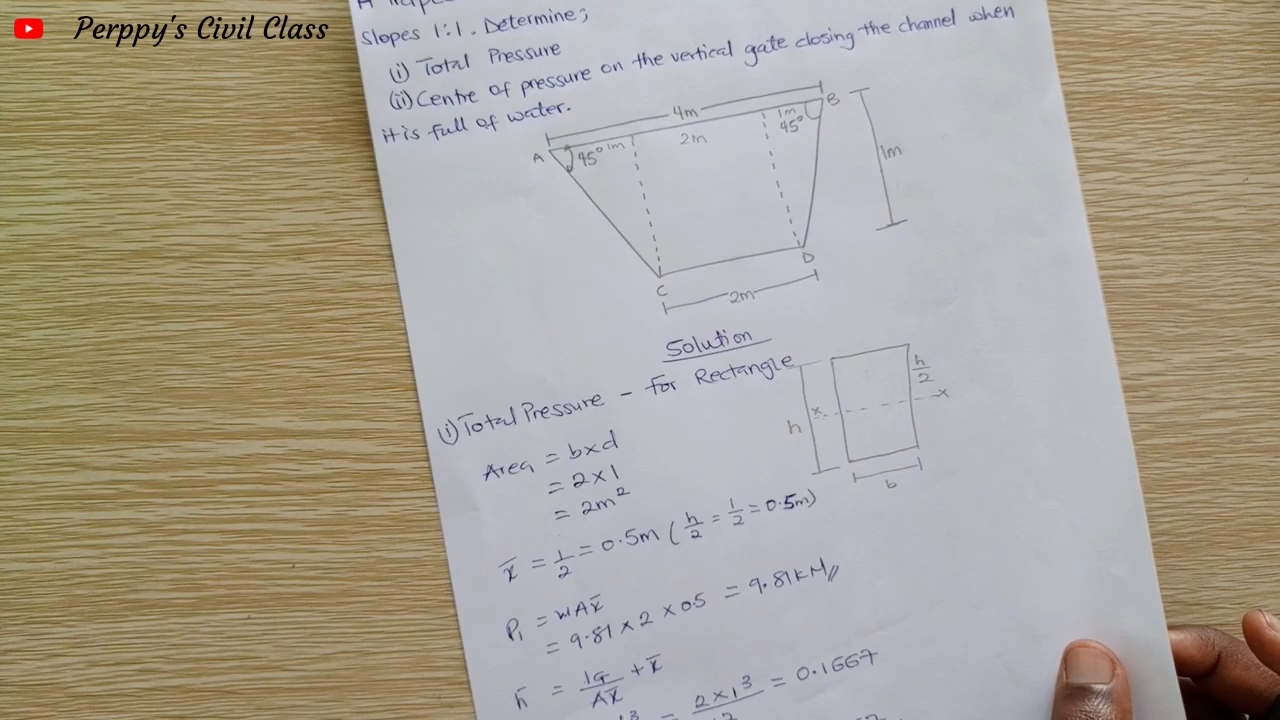 Perppy's Civil Class
A
slopes 1:1. Determine;
(i) Total Pressure
(ii) Centre of pressure on the vertical gate closing the channel when
it is full of water.
4m
A 45° 1m 2m 1m 45° B
1m
C D
2m
Solution
(i) Total Pressure - for Rectangle
Area = b×d
= 2×1
= 2m²
h x x h/2
b
x̄ = 1/2 = 0.5m (h/2 = 1/2 = 0.5m)
P₁ = wAx̄
= 9.81 × 2 × 05 = 9.81KN//
h̄ = IG/Ax̄ + x̄
= 2×1³ = 0.1667